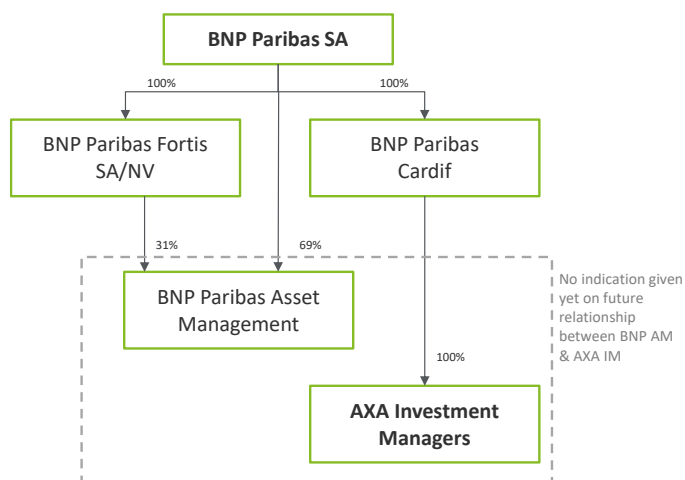 BNP Paribas SA
100%
100%
BNP Paribas Fortis
SA/NV
BNP Paribas
Cardif
31%
69%
BNP Paribas Asset
Management
No indication given
yet on future
relationship
between BNP AM
& AXA IM
100%
AXA Investment
Managers